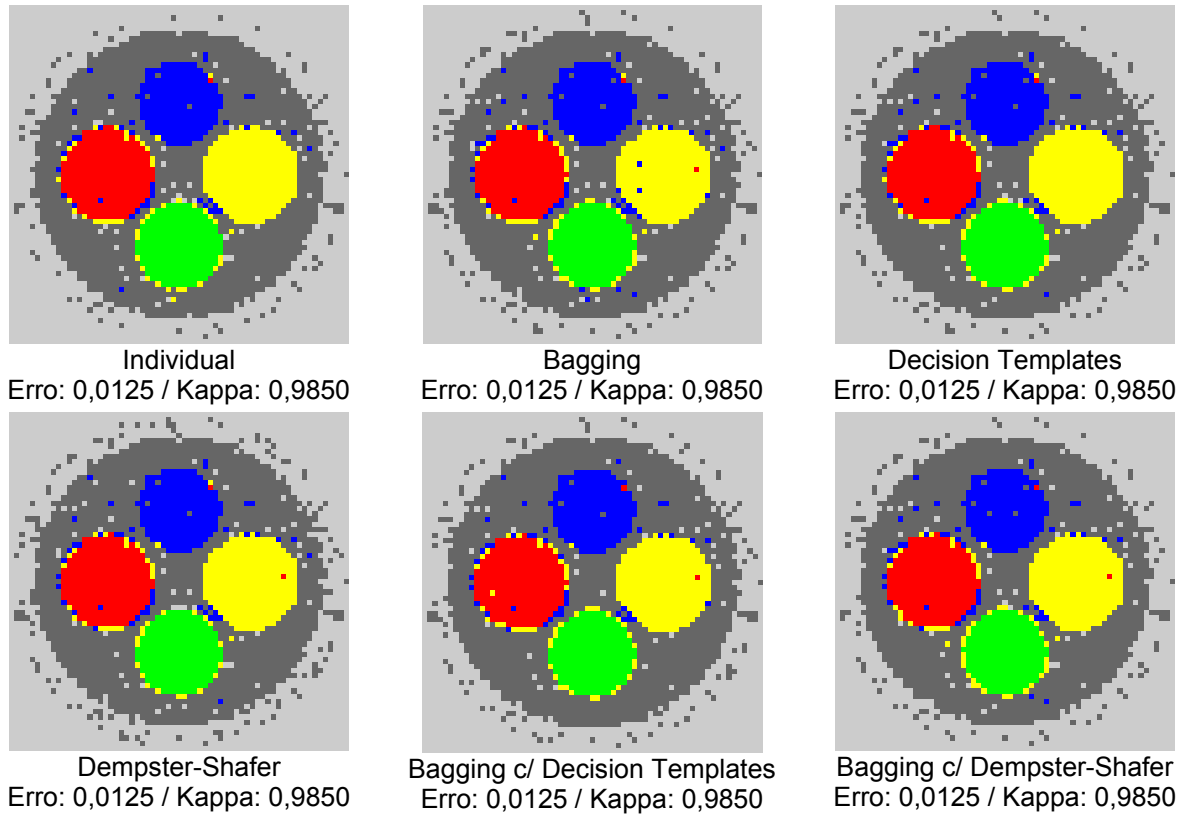 Individual
Erro: 0,0125 / Kappa: 0,9850
Bagging
Erro: 0,0125 / Kappa: 0,9850
Decision Templates
Erro: 0,0125 / Kappa: 0,9850
Dempster-Shafer
Erro: 0,0125 / Kappa: 0,9850
Bagging c/ Decision Templates
Erro: 0,0125 / Kappa: 0,9850
Bagging c/ Dempster-Shafer
Erro: 0,0125 / Kappa: 0,9850